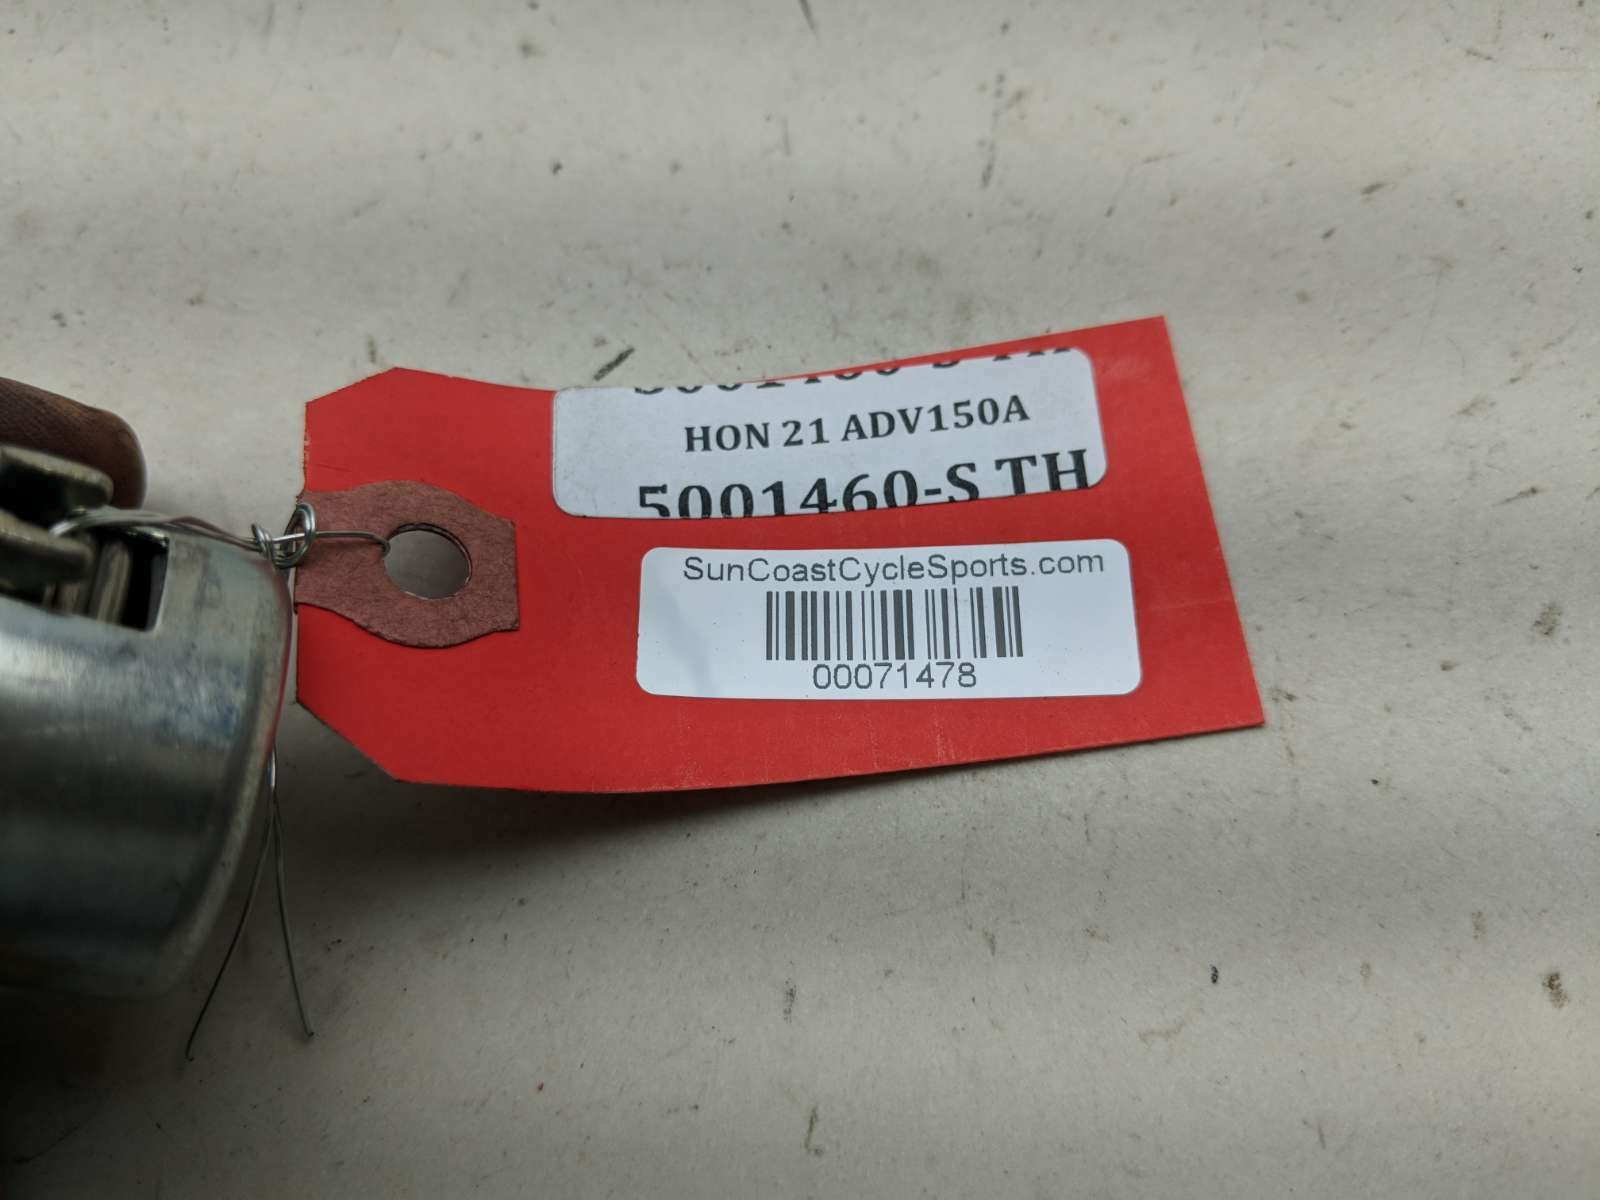 HON 21 ADV150A
5001460-S TH
SunCoastCycleSports.com
00071478